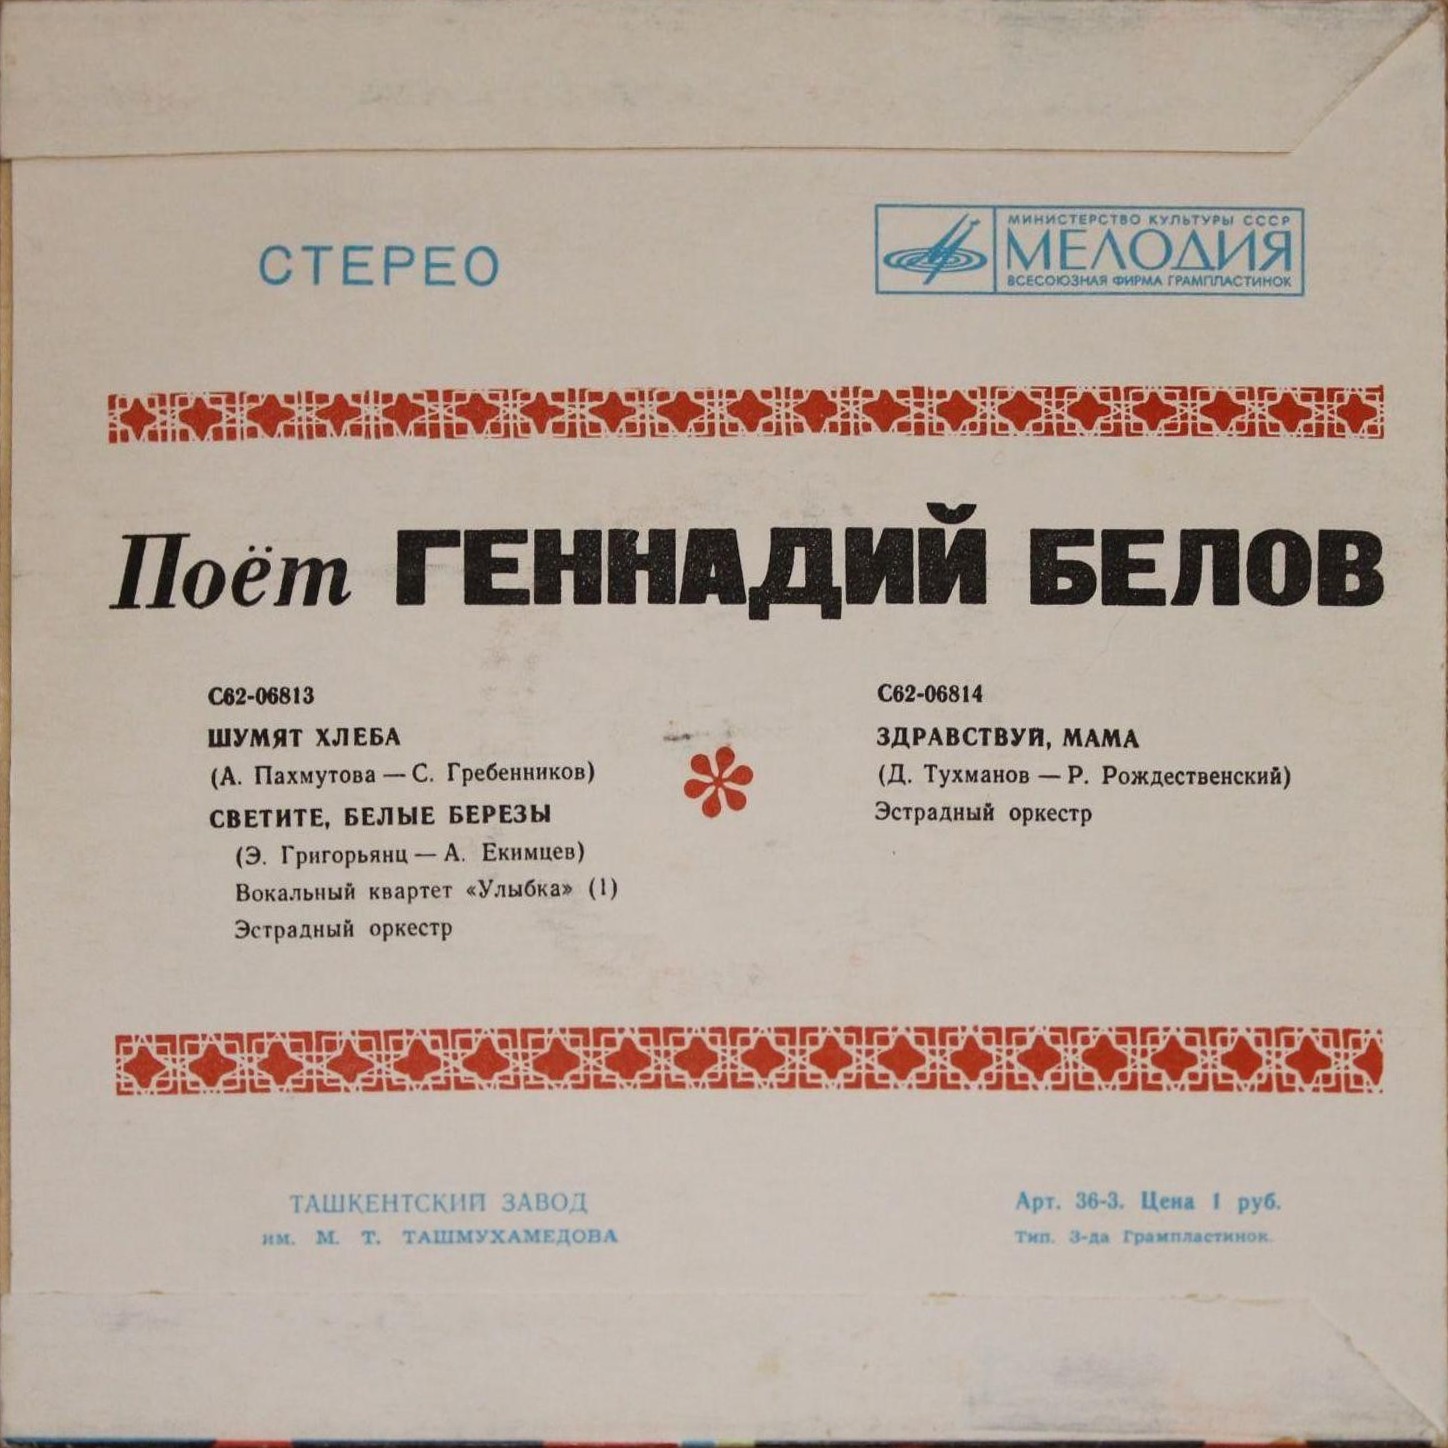 СТЕРЕО
МИНИСТЕРСТВО КУЛЬТУРЫ СССР
МЕЛОДИЯ
ВСЕСОЮЗНАЯ ФИРМА ГРАМПЛАСТИНОК
Поёт ГЕННАДИЙ БЕЛОВ
С62-06813
ШУМЯТ ХЛЕБА
(А. Пахмутова — С. Гребенников)
СВЕТИТЕ, БЕЛЫЕ БЕРЕЗЫ
(Э. Григорьянц — А. Екимцев)
Вокальный квартет «Улыбка» (1)
Эстрадный оркестр
С62-06814
ЗДРАВСТВУЙ, МАМА
(Д. Тухманов — Р. Рождественский)
Эстрадный оркестр
ТАШКЕНТСКИЙ ЗАВОД
им. М. Т. ТАШМУХАМЕДОВА
Арт. 36-3. Цена 1 руб.
Тип. З-да Грампластинок.